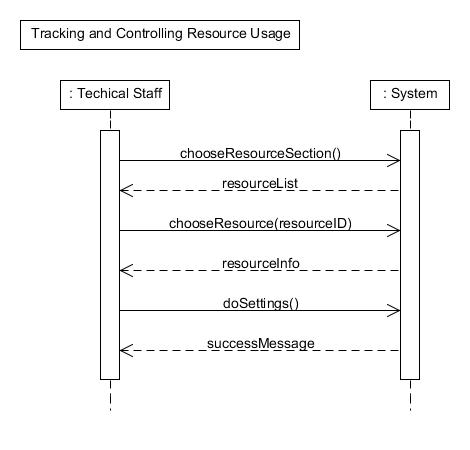 Tracking and Controlling Resource Usage
: Techical Staff
: System
chooseResourceSection()
resourceList
chooseResource(resourceID)
resourceInfo
doSettings()
successMessage